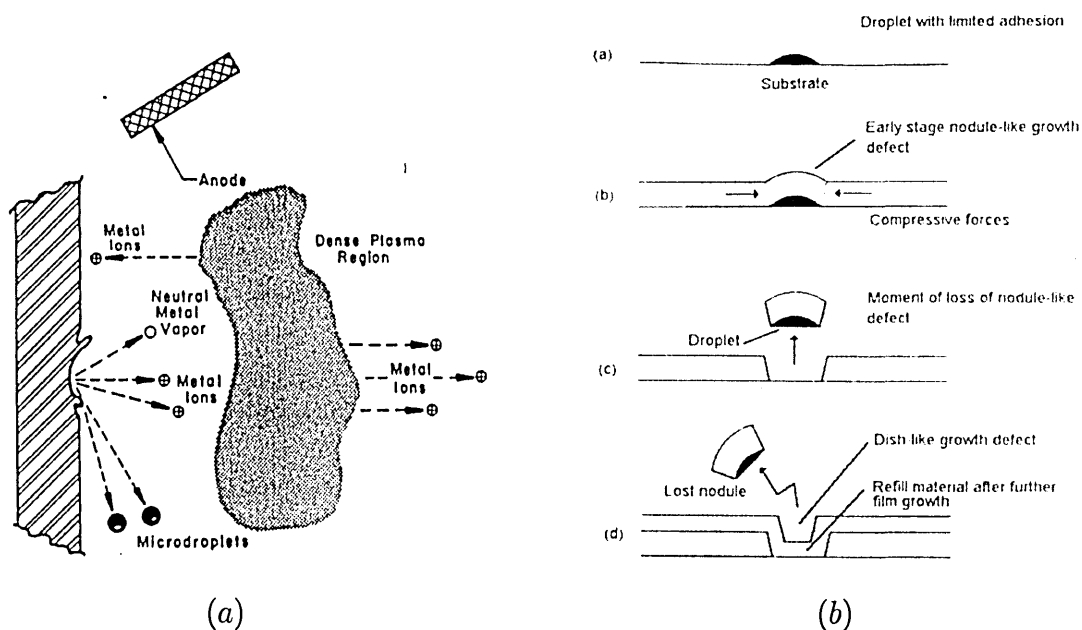 Anode
Metal
Ions
Dense Plasma
Region
Neutral
Metal
Vapor
Metal
Ions
Metal
Ions
Microdroplets
(a)
Droplet with limited adhesion
(a)
Substrate
Early stage nodule-like growth
defect
(b)
Compressive forces
Moment of loss of nodule-like
defect
Droplet
(c)
Dish-like growth defect
Lost nodule
Refill material after further
film growth
(d)
(b)